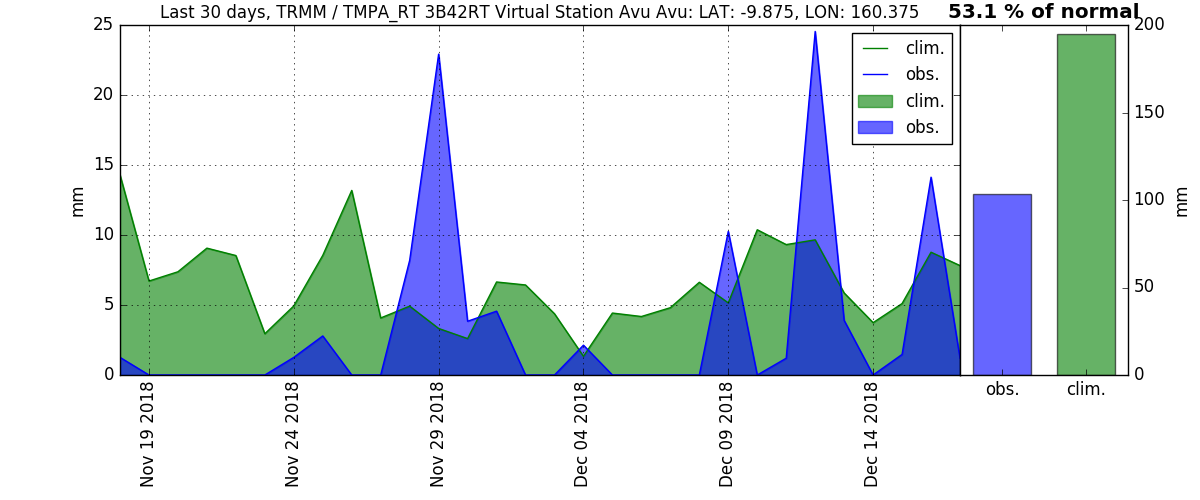 Last 30 days, TRMM / TMPA_RT 3B42RT Virtual Station Avu Avu: LAT: -9.875, LON: 160.375
53.1 % of normal
25
20
15
10
5
0
mm
clim.
obs.
clim.
obs.
200
150
100
50
0
mm
obs.
clim.
Nov 19 2018
Nov 24 2018
Nov 29 2018
Dec 04 2018
Dec 09 2018
Dec 14 2018